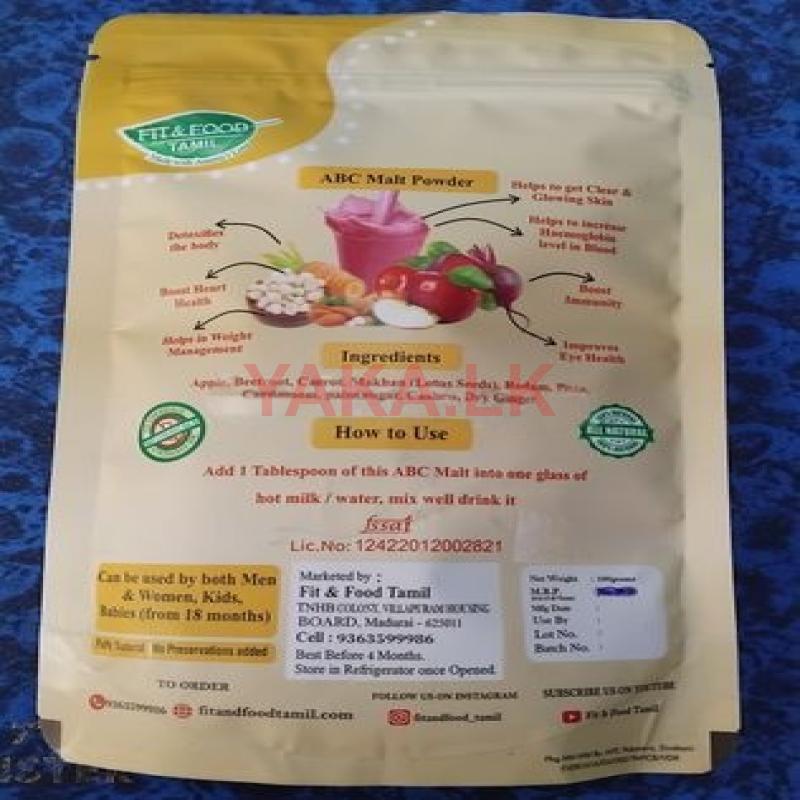 FIT & FOOD
TAMIL
ABC Malt Powder
Helps to get Clear &
Glowing Skin
Helps to increase
Haemoglobin
level in Blood
Detoxifies
the body
Boost Heart
Health
Boost
Immunity
Helps in Weight
Management
Improves
Eye Health
Ingredients
Apple, Beetroot, Carrot, Makhan (Lotus Seeds), Badam, Pista,
Cardamom, palm sugar, Cashew, Dry Ginger
YAKA.LK
How to Use
Add 1 Tablespoon of this ABC Malt into one glass of
hot milk / water, mix well drink it
fssai
Lic.No: 12422012002821
Can be used by both Men
& Women, Kids,
Babies (from 18 months)
Fully Natural No Preservations added
Marketed by :
Fit & Food Tamil
TNHB COLONY, VILLAPURAM HOUSING
BOARD, Madurai - 625011
Cell : 9363599986
Best Before 4 Months.
Store in Refrigerator once Opened.
Net Weight :
M.R.P.
Mfg Date :
Use By :
Lot No. :
Batch No. :
TO ORDER
9363599986 fitandfoodtamil.com
FOLLOW US ON INSTAGRAM
fitandfood_tamil
SUBSCRIBE US ON YOUTUBE
Fit & Food Tamil